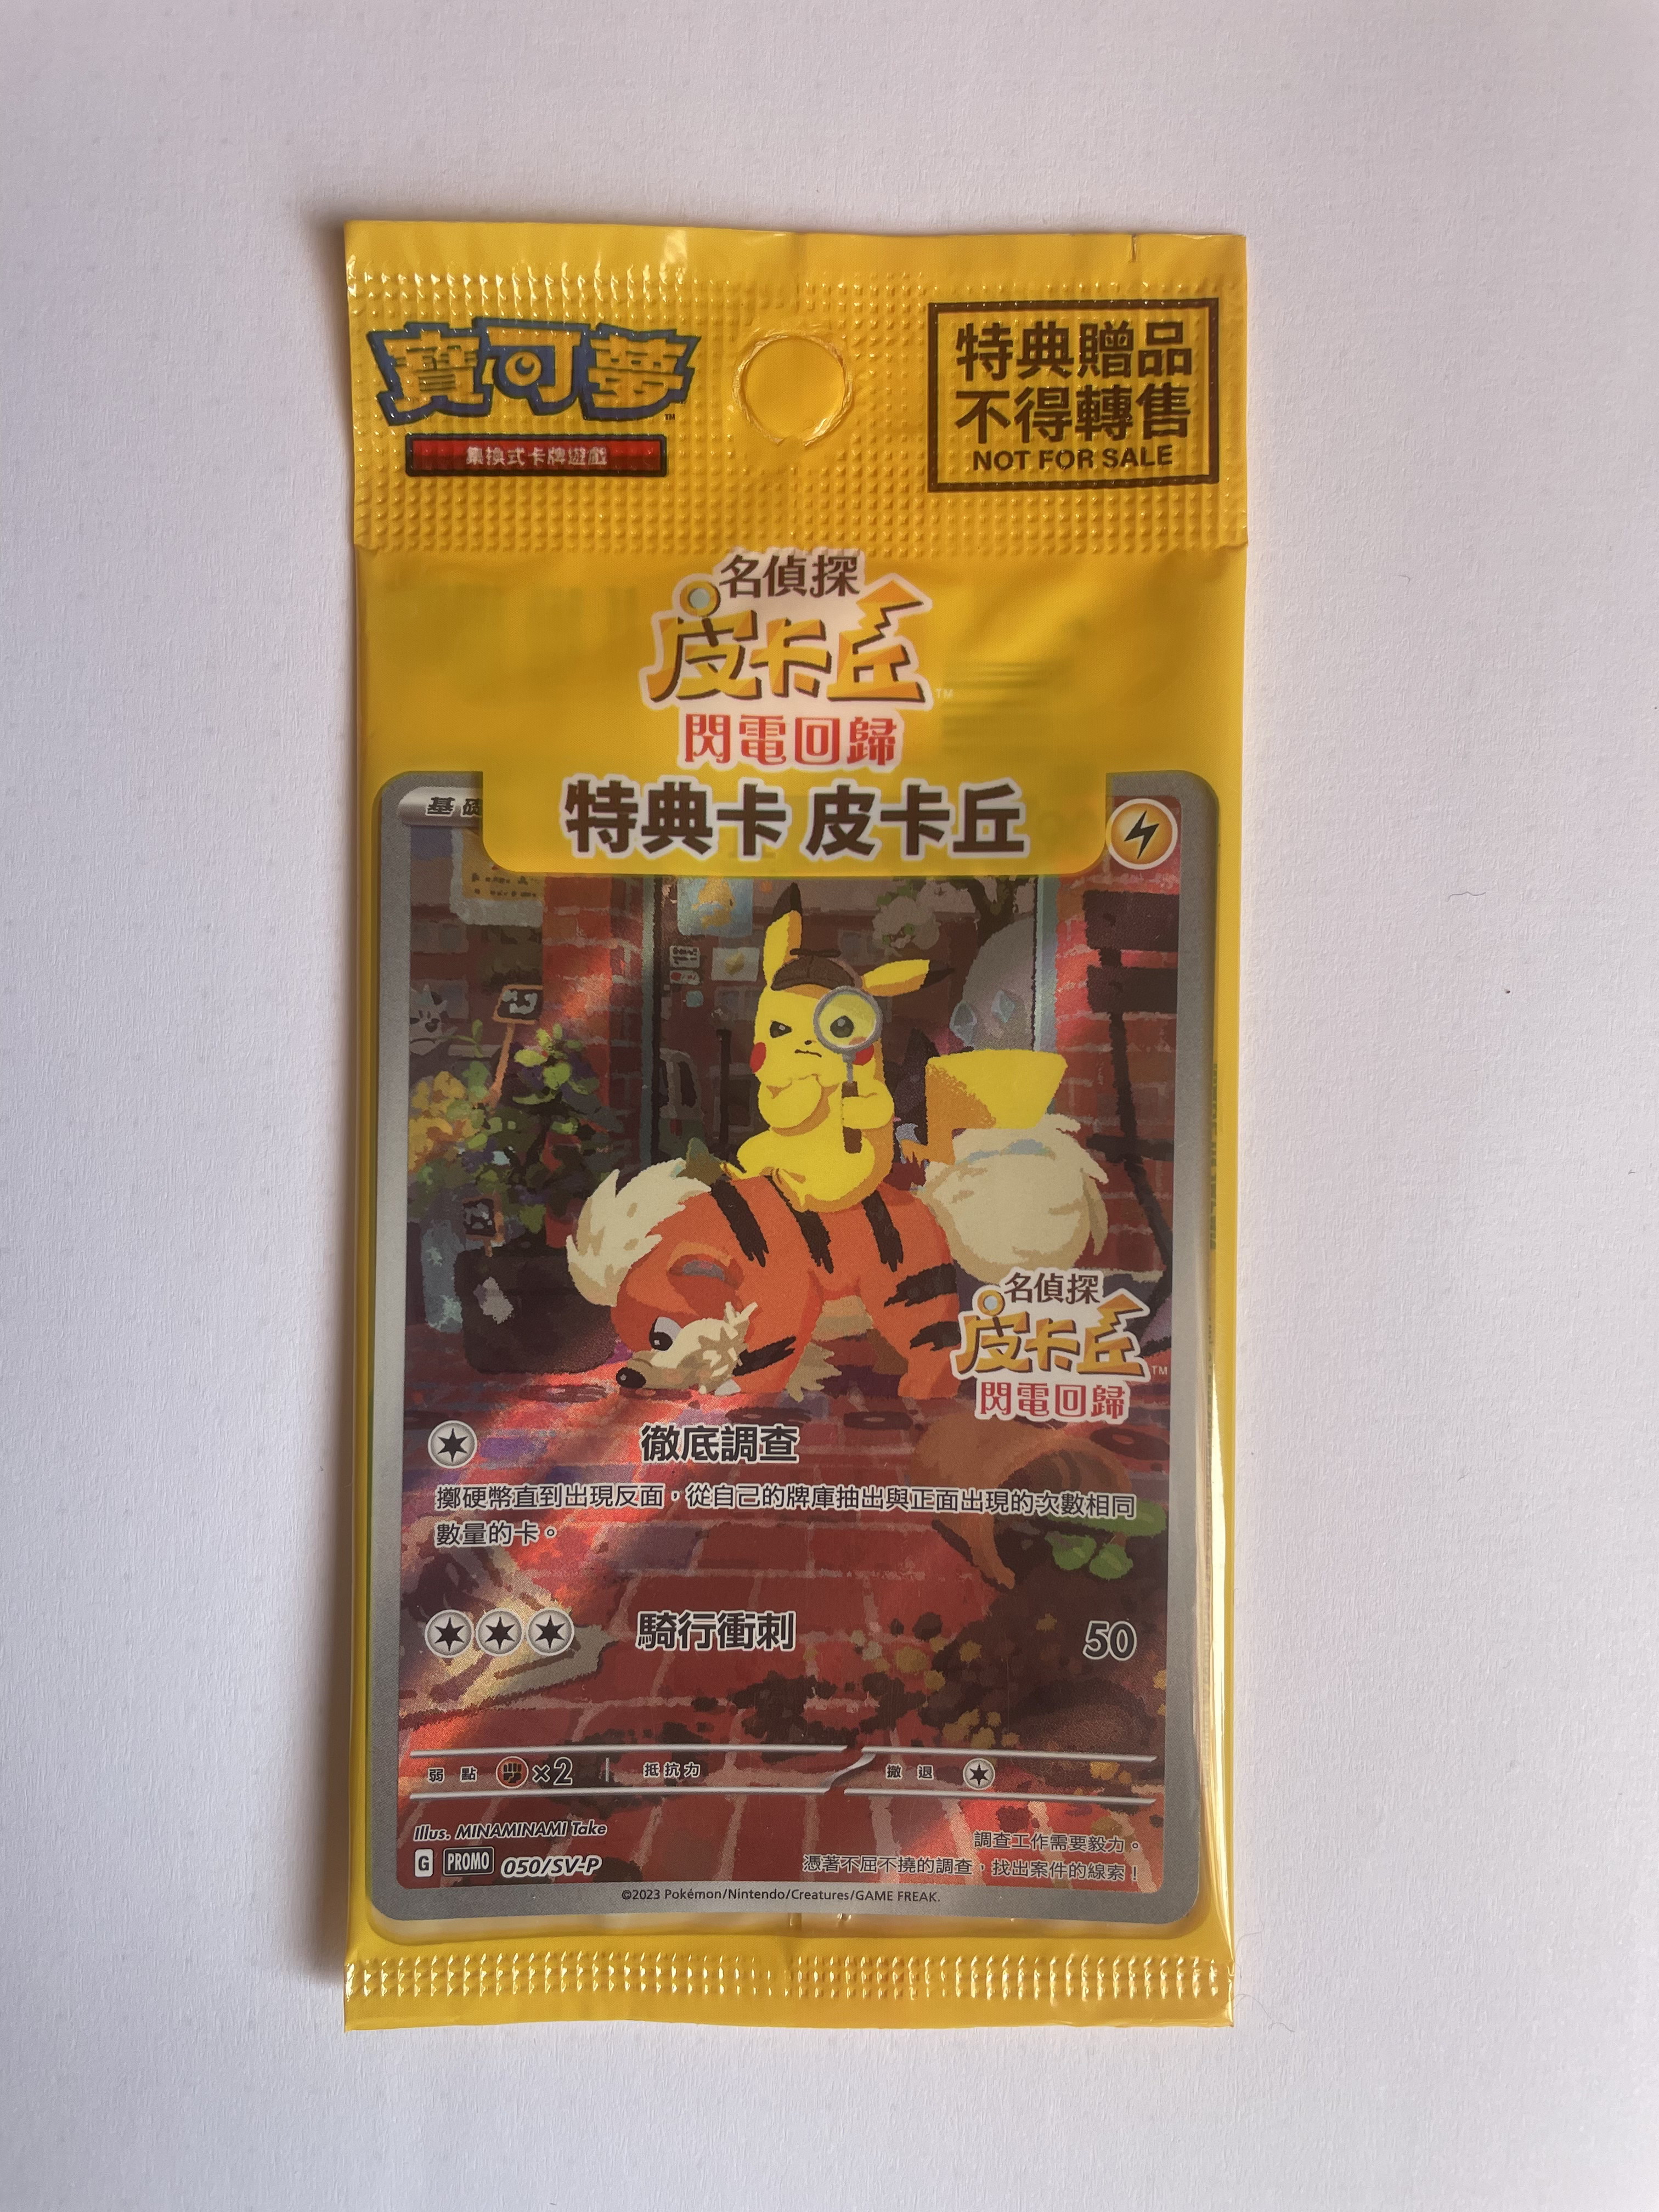 寶可夢
TM
集換式卡牌遊戲
特典贈品
不得轉售
NOT FOR SALE
名偵探
皮卡丘
TM
閃電回歸
特典卡 皮卡丘
基礎
名偵探
皮卡丘
TM
閃電回歸
徹底調查
擲硬幣直到出現反面，從自己的牌庫抽出與正面出現的次數相同
數量的卡。
騎行衝刺 50
弱點 ×2 抵抗力 撤退
Illus. MINAMINAMI Take
G PROMO 050/SV-P
調查工作需要毅力。
憑著不屈不撓的調查，找出案件的線索！
©2023 Pokémon/Nintendo/Creatures/GAME FREAK.